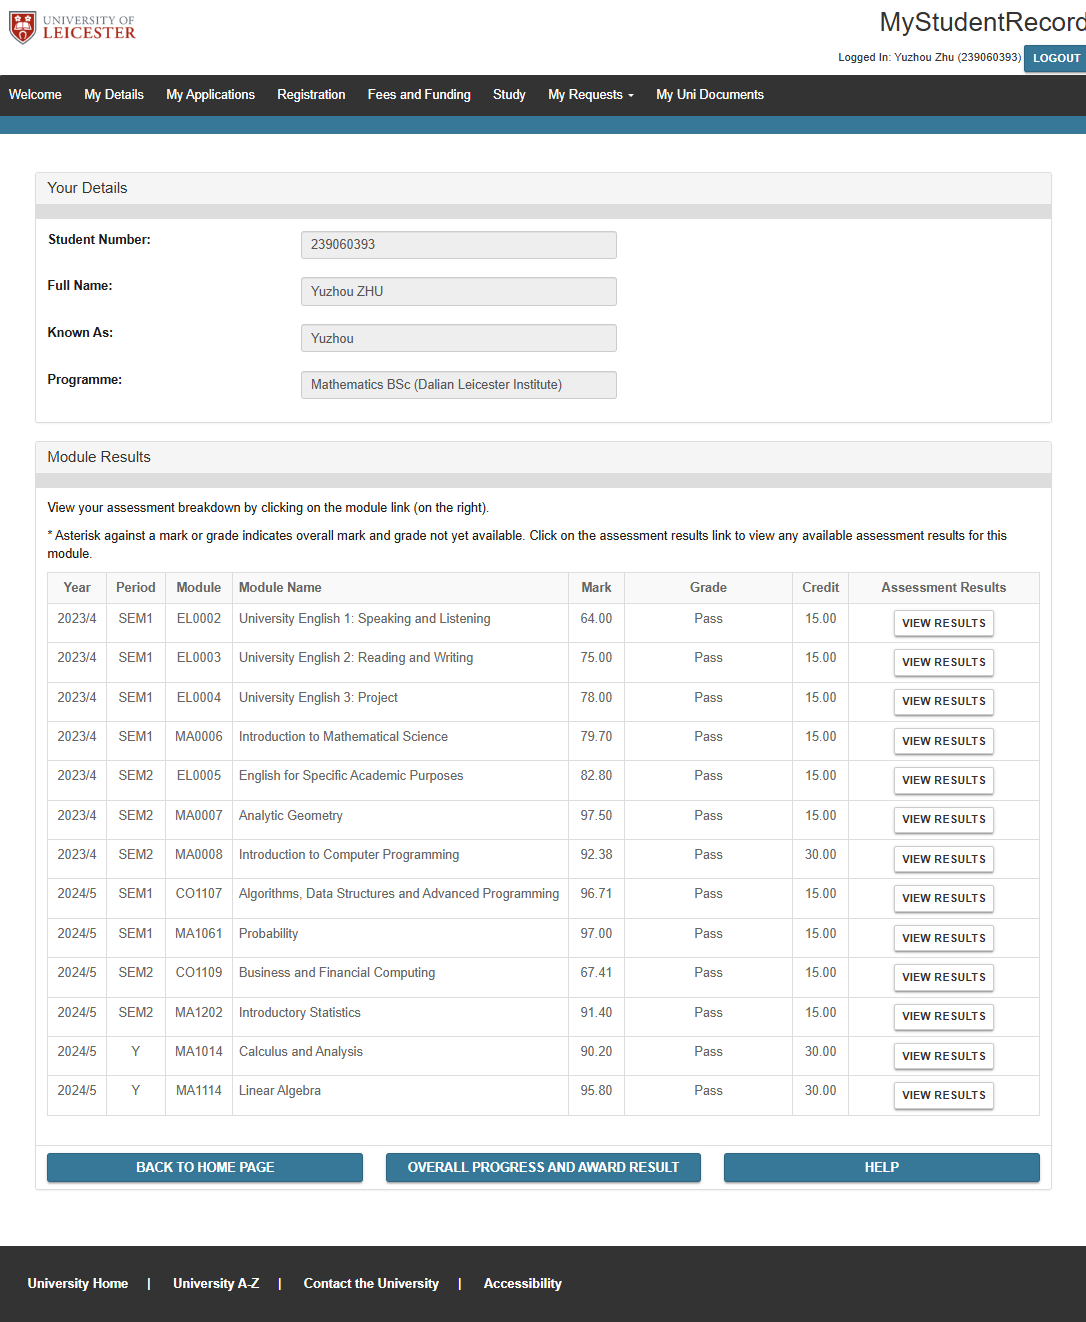 UNIVERSITY OF
LEICESTER
MyStudentRecord
Logged In: Yuzhou Zhu (239060393) LOGOUT
Welcome My Details My Applications Registration Fees and Funding Study My Requests My Uni Documents
Your Details
Student Number: 239060393
Full Name: Yuzhou ZHU
Known As: Yuzhou
Programme: Mathematics BSc (Dalian Leicester Institute)
Module Results
View your assessment breakdown by clicking on the module link (on the right).
* Asterisk against a mark or grade indicates overall mark and grade not yet available. Click on the assessment results link to view any available assessment results for this
module.
Year Period Module Module Name Mark Grade Credit Assessment Results
2023/4 SEM1 EL0002 University English 1: Speaking and Listening 64.00 Pass 15.00 VIEW RESULTS
2023/4 SEM1 EL0003 University English 2: Reading and Writing 75.00 Pass 15.00 VIEW RESULTS
2023/4 SEM1 EL0004 University English 3: Project 78.00 Pass 15.00 VIEW RESULTS
2023/4 SEM1 MA0006 Introduction to Mathematical Science 79.70 Pass 15.00 VIEW RESULTS
2023/4 SEM2 EL0005 English for Specific Academic Purposes 82.80 Pass 15.00 VIEW RESULTS
2023/4 SEM2 MA0007 Analytic Geometry 97.50 Pass 15.00 VIEW RESULTS
2023/4 SEM2 MA0008 Introduction to Computer Programming 92.38 Pass 30.00 VIEW RESULTS
2024/5 SEM1 CO1107 Algorithms, Data Structures and Advanced Programming 96.71 Pass 15.00 VIEW RESULTS
2024/5 SEM1 MA1061 Probability 97.00 Pass 15.00 VIEW RESULTS
2024/5 SEM2 CO1109 Business and Financial Computing 67.41 Pass 15.00 VIEW RESULTS
2024/5 SEM2 MA1202 Introductory Statistics 91.40 Pass 15.00 VIEW RESULTS
2024/5 Y MA1014 Calculus and Analysis 90.20 Pass 30.00 VIEW RESULTS
2024/5 Y MA1114 Linear Algebra 95.80 Pass 30.00 VIEW RESULTS
BACK TO HOME PAGE OVERALL PROGRESS AND AWARD RESULT HELP
University Home | University A-Z | Contact the University | Accessibility